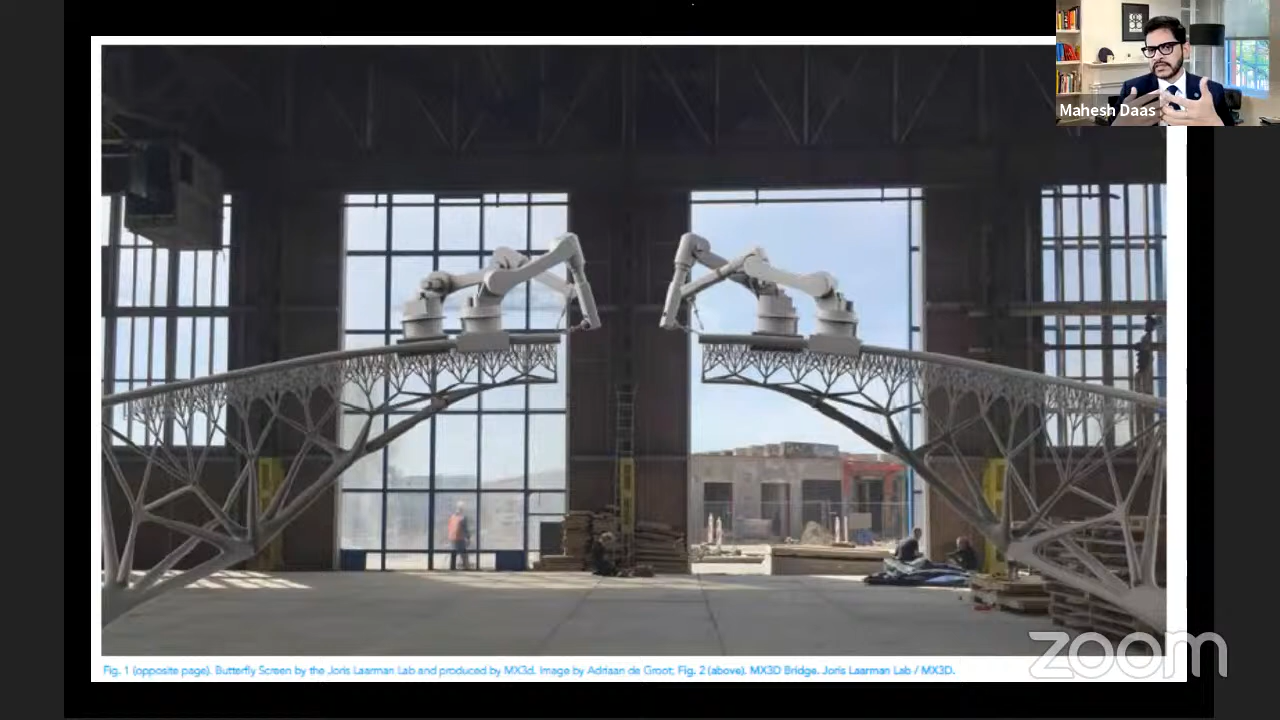 Mahesh Daas
Fig. 1 (opposite page). Butterfly Screen by the Joris Laarman Lab and produced by MX3d. Image by Adriaan de Groot; Fig. 2 (above). MX3D Bridge. Joris Laarman Lab / MX3D.
zoom